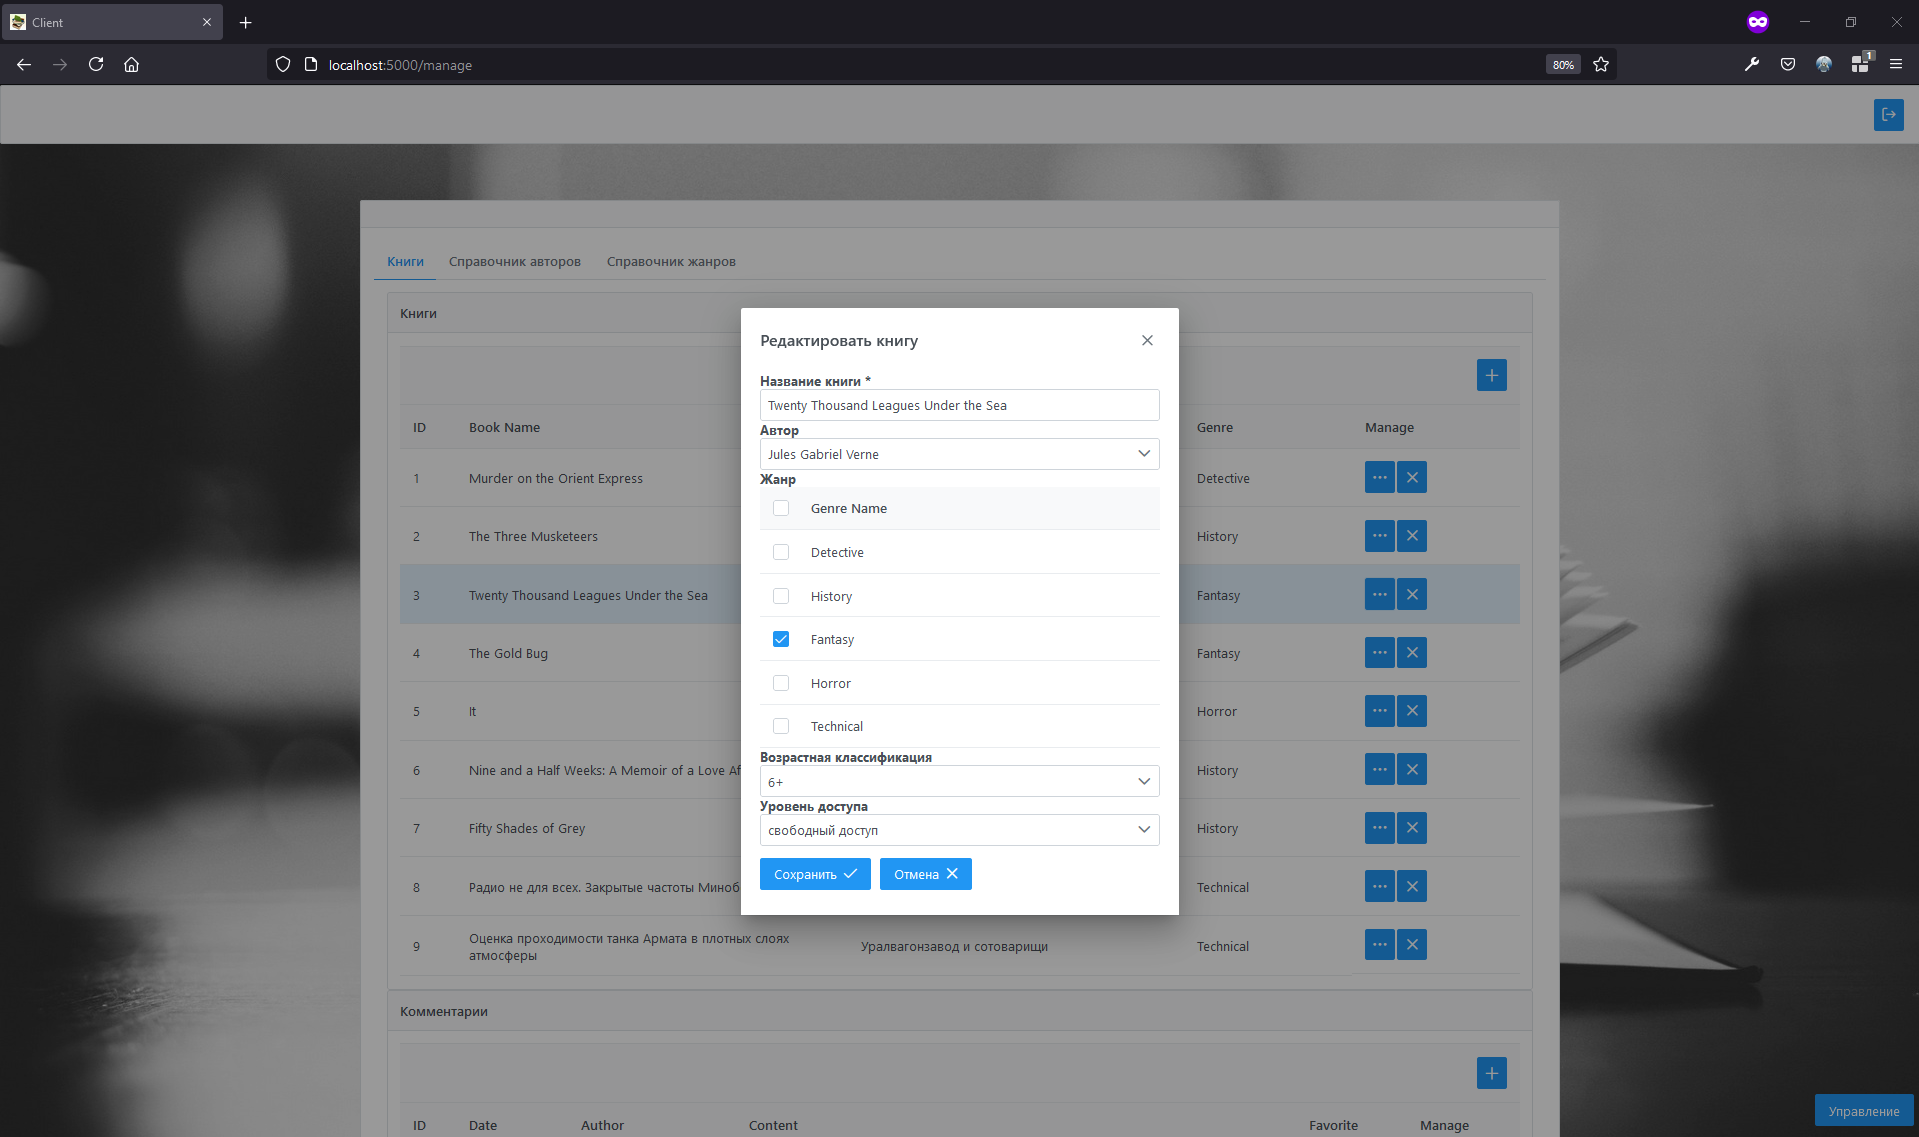 Client
localhost:5000/manage
80%
1
Книги
Справочник авторов
Справочник жанров
Книги
ID
Book Name
Genre
Manage
1
Murder on the Orient Express
Detective
2
The Three Musketeers
History
3
Twenty Thousand Leagues Under the Sea
Fantasy
4
The Gold Bug
Fantasy
5
It
Horror
6
Nine and a Half Weeks: A Memoir of a Love Af
History
7
Fifty Shades of Grey
History
8
Радио не для всех. Закрытые частоты Миноб
Technical
9
Оценка проходимости танка Армата в плотных слоях
атмосферы
Уралвагонзавод и сотоварищи
Technical
Редактировать книгу
Название книги *
Twenty Thousand Leagues Under the Sea
Автор
Jules Gabriel Verne
Жанр
Genre Name
Detective
History
Fantasy
Horror
Technical
Возрастная классификация
6+
Уровень доступа
свободный доступ
Сохранить
Отмена
Комментарии
ID
Date
Author
Content
Favorite
Manage
Управление